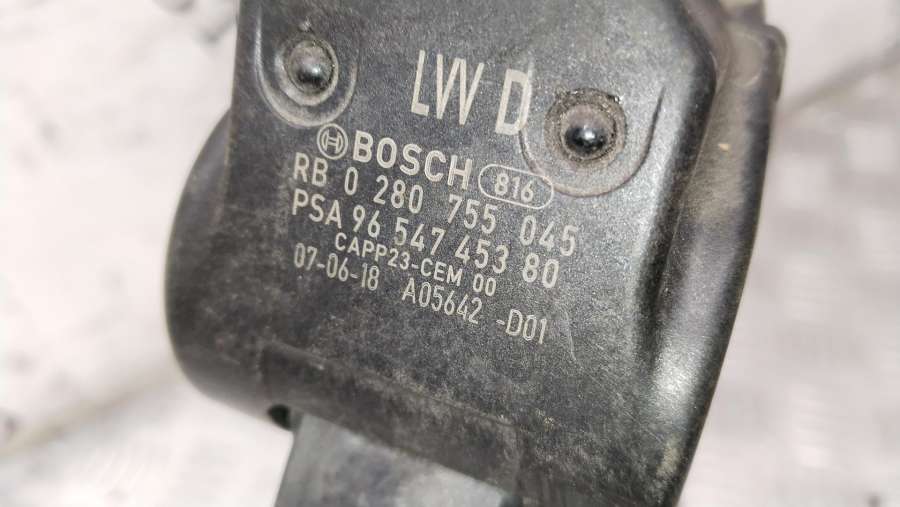 LW D
BOSCH 816
RB 0 280 755 045
PSA 96 547 453 80
CAPP23-CEM 00
07-06-18 A05642 -D01